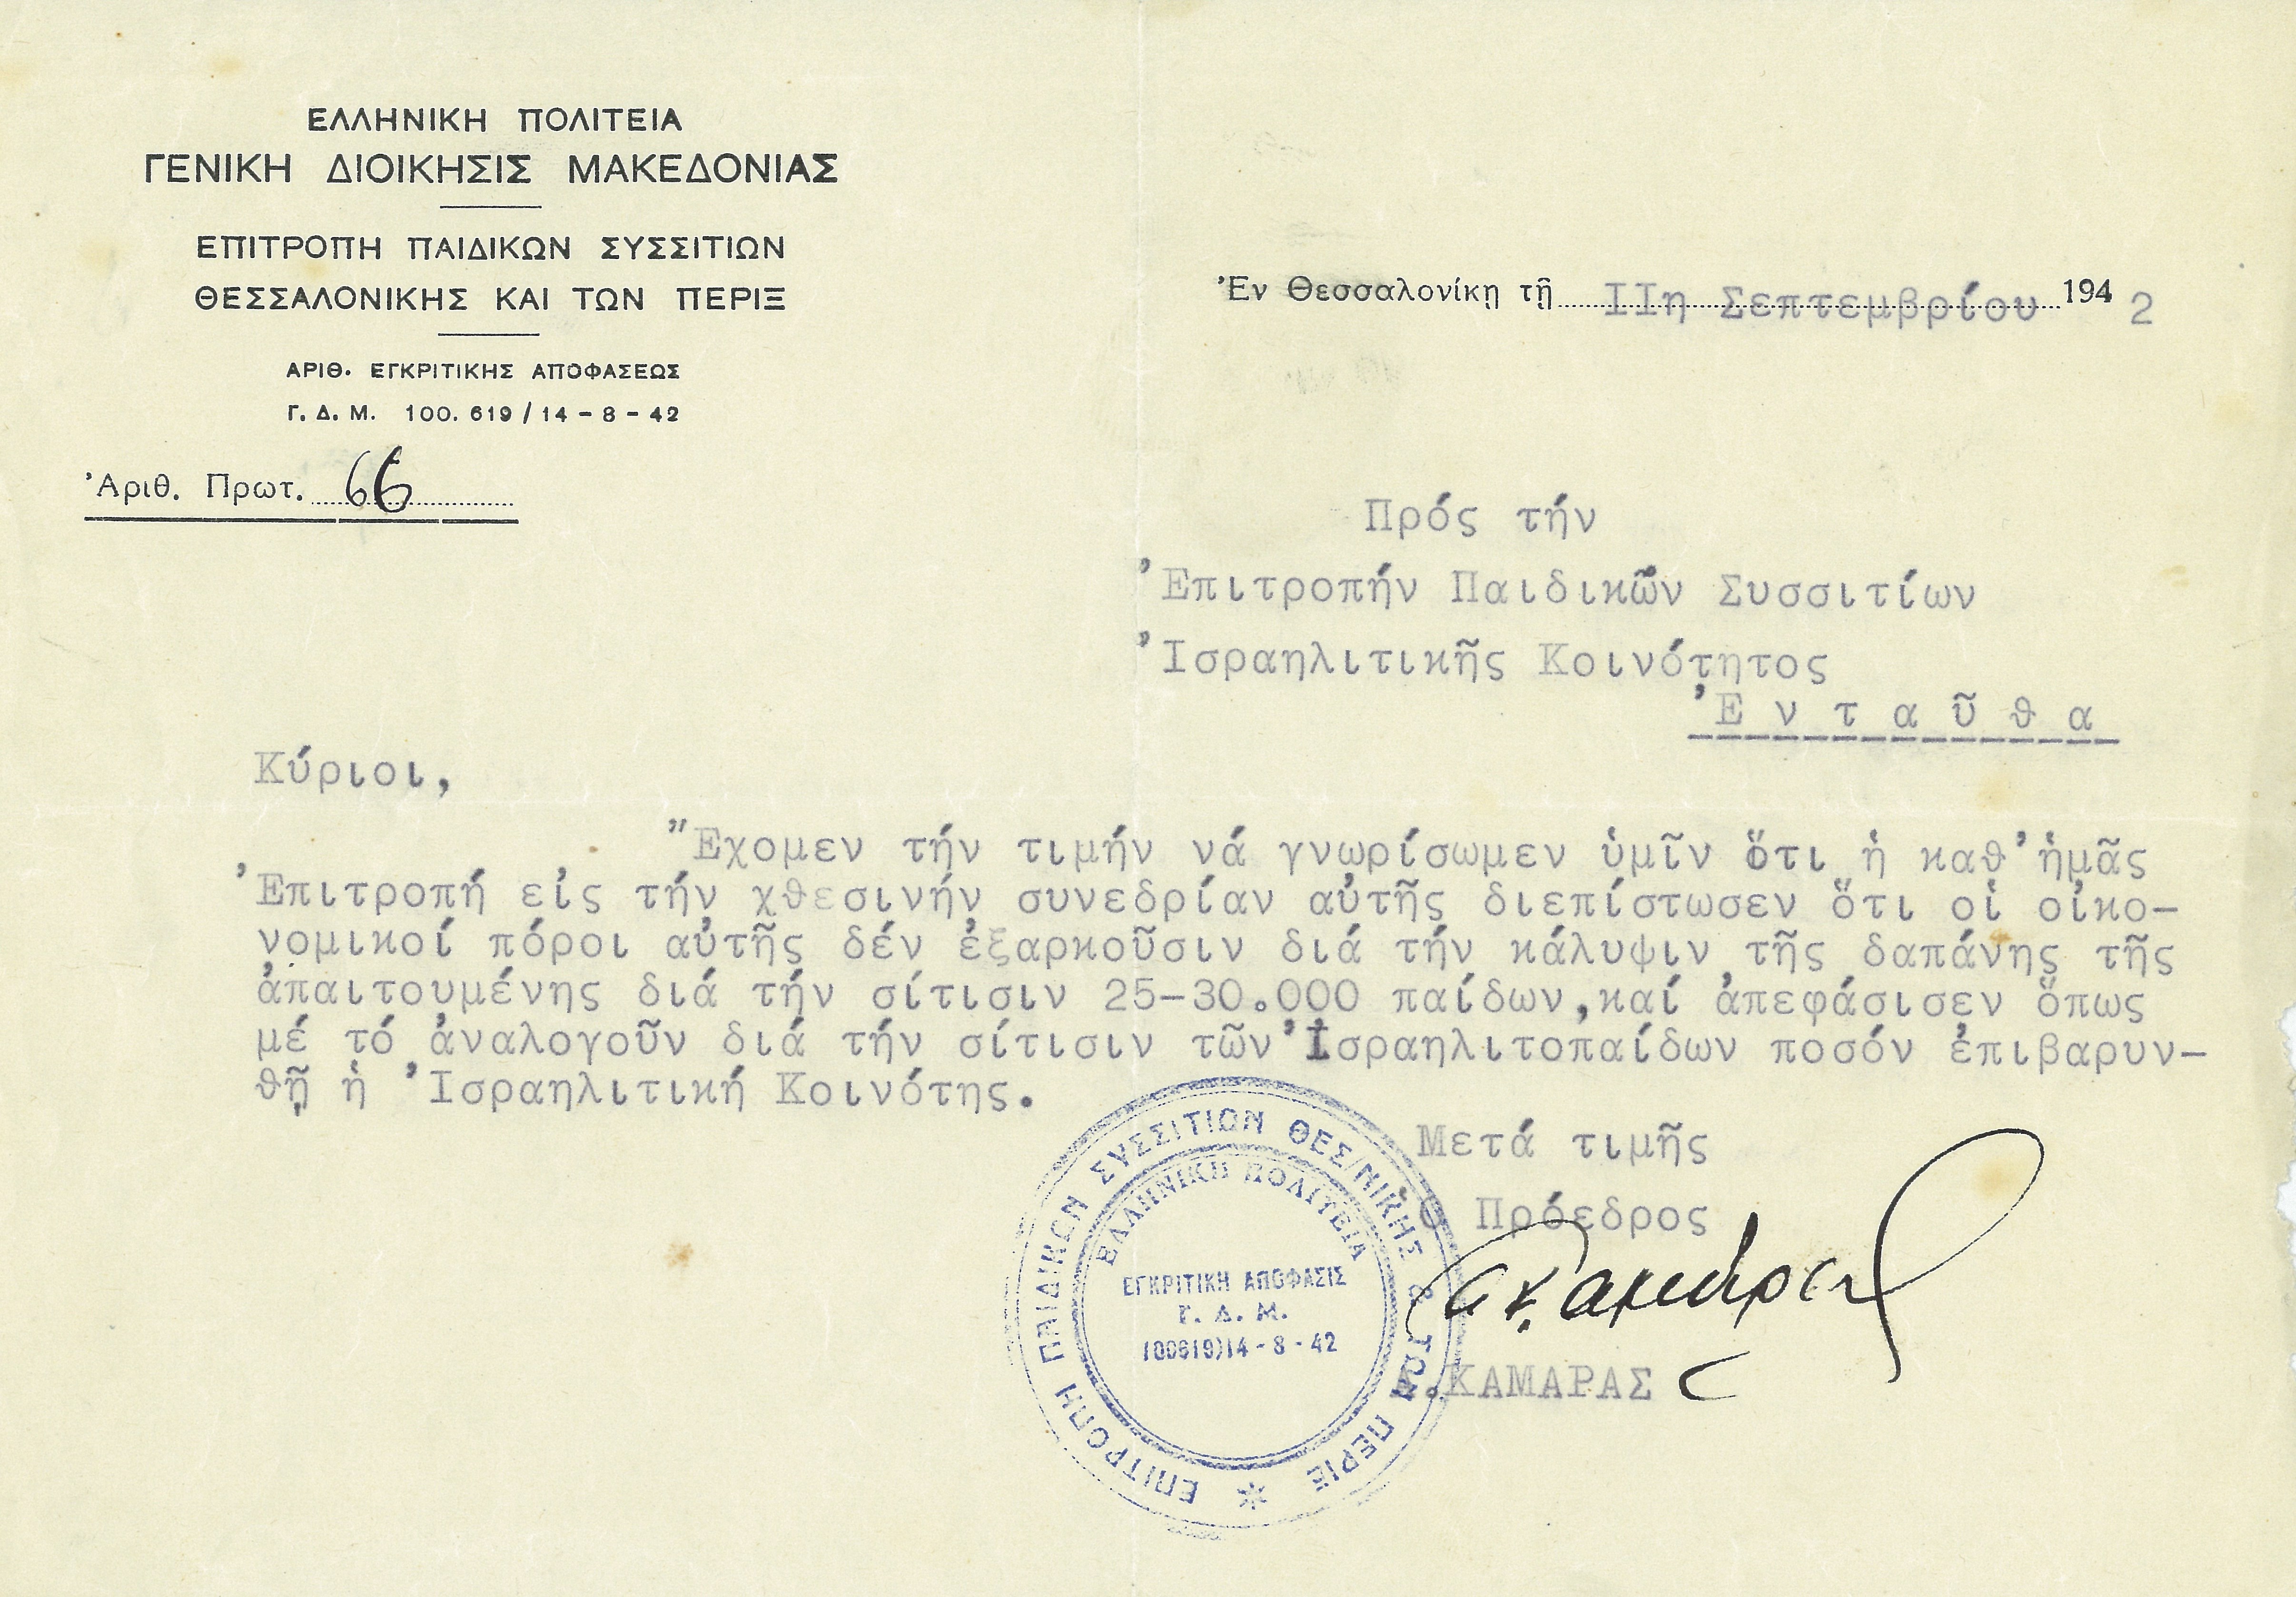 ΕΛΛΗΝΙΚΗ ΠΟΛΙΤΕΙΑ
ΓΕΝΙΚΗ ΔΙΟΙΚΗΣΙΣ ΜΑΚΕΔΟΝΙΑΣ
ΕΠΙΤΡΟΠΗ ΠΑΙΔΙΚΩΝ ΣΥΣΣΙΤΙΩΝ
ΘΕΣΣΑΛΟΝΙΚΗΣ ΚΑΙ ΤΩΝ ΠΕΡΙΞ
ΑΡΙΘ. ΕΓΚΡΙΤΙΚΗΣ ΑΠΟΦΑΣΕΩΣ
Γ. Δ. Μ. 100.619 / 14 - 8 - 42
Ἀριθ. Πρωτ. 66
Ἐν Θεσσαλονίκῃ τῇ ΙΙη Σεπτεμβρίου 194 2
Πρός τήν
Ἐπιτροπήν Παιδικῶν Συσσιτίων
Ἰσραηλιτικῆς Κοινότητος
Ἐ ν τ α ῦ θ α
Κύριοι,
Ἔχομεν τήν τιμήν νά γνωρίσωμεν ὑμῖν ὅτι ἡ καθ' ἡμᾶς
Ἐπιτροπή εἰς τήν χθεσινήν συνεδρίαν αὐτῆς διεπίστωσεν ὅτι οἱ οἰκο-
νομικοί πόροι αὐτῆς δέν ἐξαρκοῦσιν διά τήν κάλυψιν τῆς δαπάνης τῆς
ἀπαιτουμένης διά τήν σίτισιν 25-30.000 παίδων,καί ἀπεφάσισεν ὅπως
μέ τό ἀναλογοῦν διά τήν σίτισιν τῶν Ἰσραηλιτοπαίδων ποσόν ἐπιβαρυν-
θῇ ἡ Ἰσραηλιτική Κοινότης.
Μετά τιμῆς
Ὁ Πρόεδρος
.ΚΑΜΑΡΑΣ
ΕΠΙΤΡΟΠΗ ΠΑΙΔΙΚΩΝ ΣΥΣΣΙΤΙΩΝ ΘΕΣ/ΝΙΚΗΣ & ΤΩΝ ΠΕΡΙΞ
ΕΛΛΗΝΙΚΗ ΠΟΛΙΤΕΙΑ
ΕΓΚΡΙΤΙΚΗ ΑΠΟΦΑΣΙΣ
Γ. Δ. Μ.
100619)14 - 8 - 42